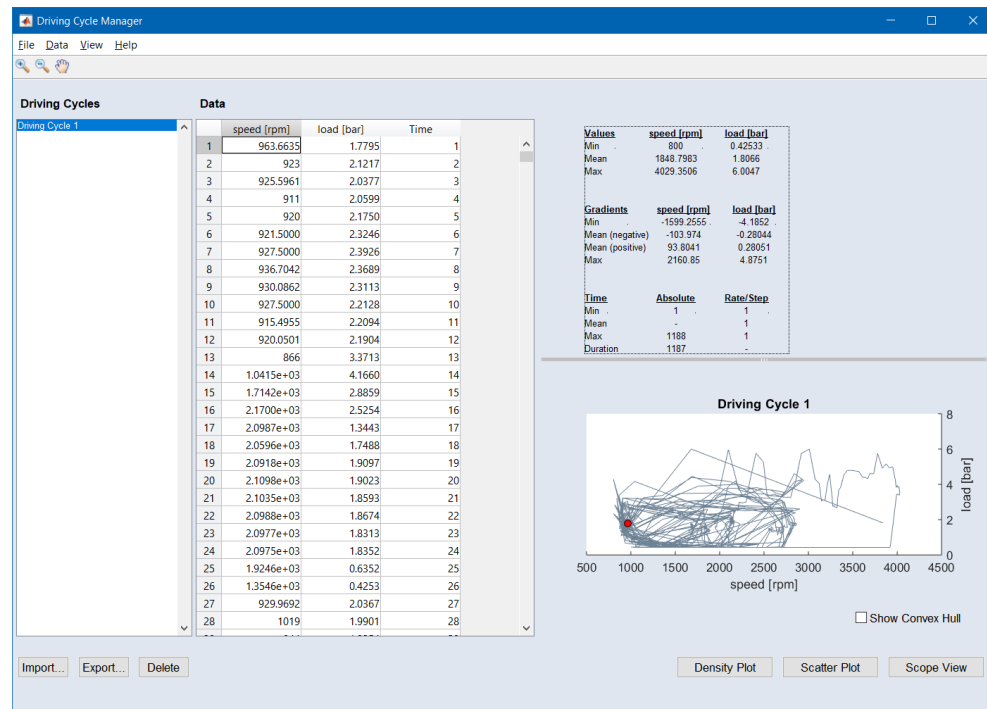 Driving Cycle Manager
File Data View Help
Driving Cycles
Driving Cycle 1
Data
speed [rpm] load [bar] Time
1 963.6635 1.7795 1
2 923 2.1217 2
3 925.5961 2.0377 3
4 911 2.0599 4
5 920 2.1750 5
6 921.5000 2.3246 6
7 927.5000 2.3926 7
8 936.7042 2.3689 8
9 930.0862 2.3113 9
10 927.5000 2.2128 10
11 915.4955 2.2094 11
12 920.0501 2.1904 12
13 866 3.3713 13
14 1.0415e+03 4.1660 14
15 1.7142e+03 2.8859 15
16 2.1700e+03 2.5254 16
17 2.0987e+03 1.3443 17
18 2.0596e+03 1.7488 18
19 2.0918e+03 1.9097 19
20 2.1098e+03 1.9023 20
21 2.1035e+03 1.8593 21
22 2.0988e+03 1.8674 22
23 2.0977e+03 1.8313 23
24 2.0975e+03 1.8352 24
25 1.9246e+03 0.6352 25
26 1.3546e+03 0.4253 26
27 929.9692 2.0367 27
28 1019 1.9901 28
Values speed [rpm] load [bar]
Min . 800 . 0.42533 .
Mean 1848.7983 1.8066
Max 4029.3506 6.0047
Gradients speed [rpm] load [bar]
Min . -1599.2555 . -4.1852 .
Mean (negative) -103.974 -0.28044
Mean (positive) 93.8041 0.28051
Max 2160.85 4.8751
Time Absolute Rate/Step
Min . 1 . 1 .
Mean - 1
Max 1188 1
Duration 1187 -
Driving Cycle 1
8
6
4
2
0
load [bar]
500 1000 1500 2000 2500 3000 3500 4000 4500
speed [rpm]
Show Convex Hull
Import... Export... Delete
Density Plot Scatter Plot Scope View